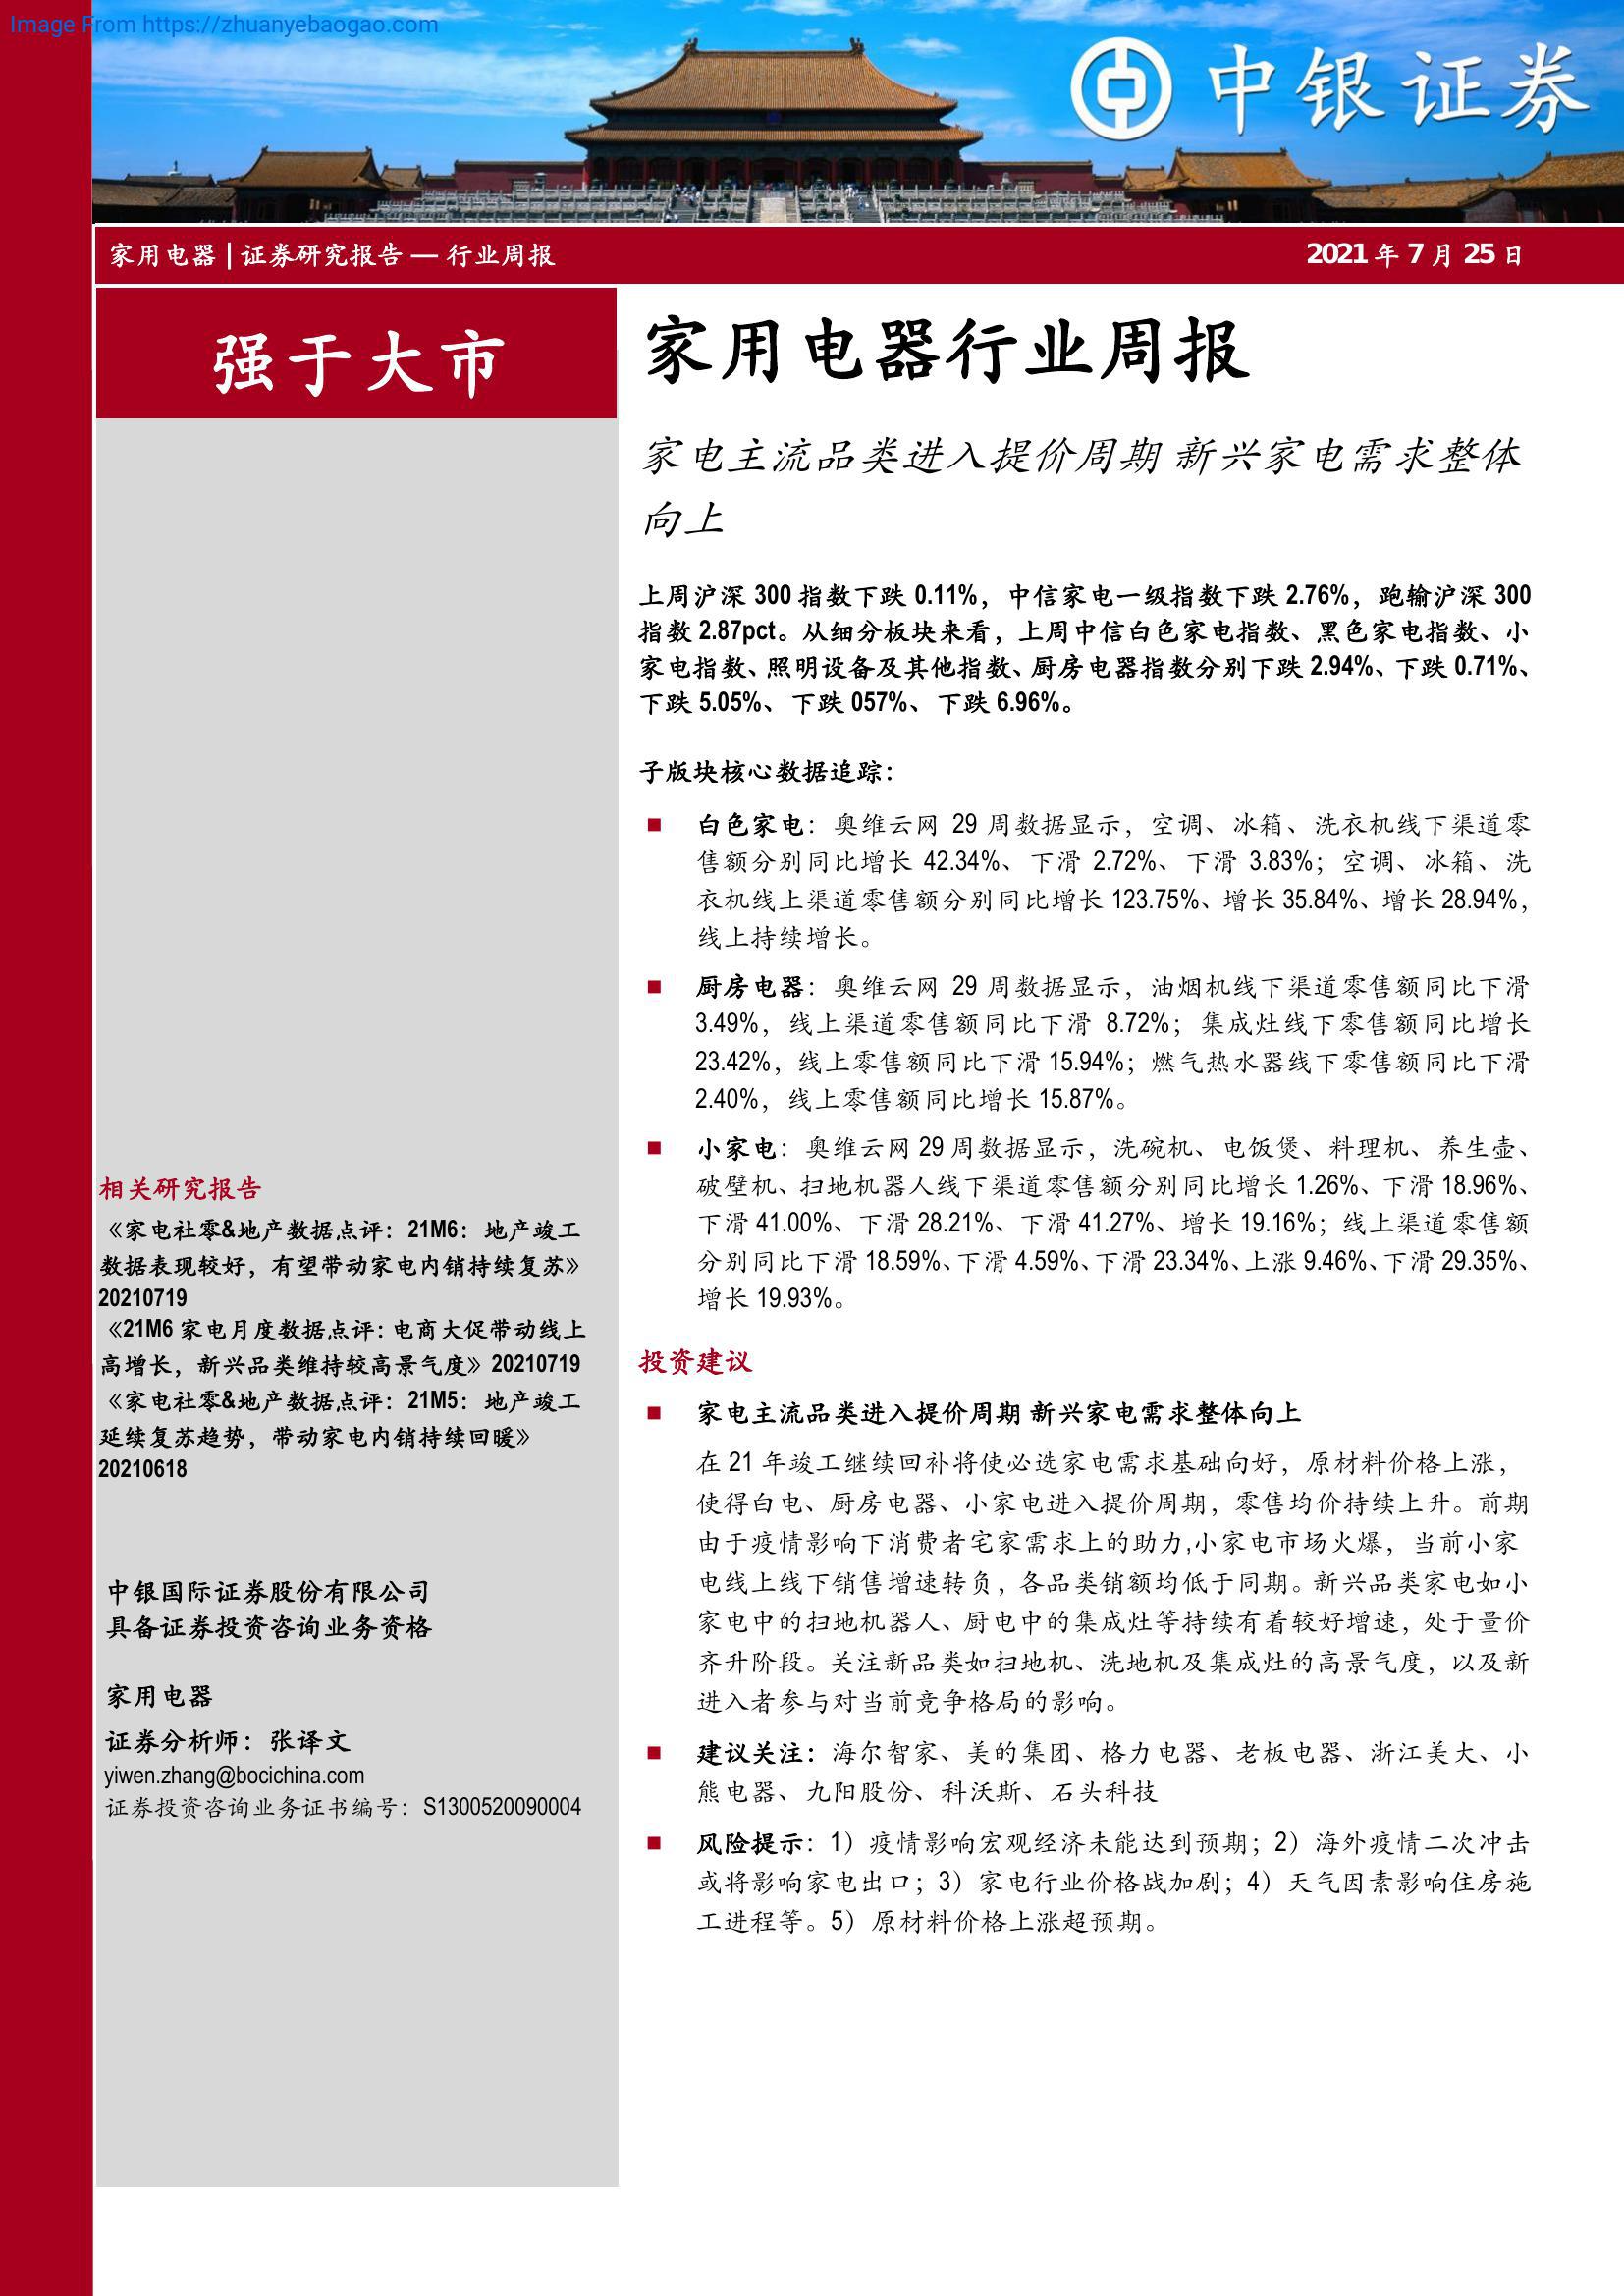 Image From https://zhuanyebaogao.com
中银证券
家用电器 | 证券研究报告 — 行业周报
2021 年 7 月 25 日
强于大市
家用电器行业周报
家电主流品类进入提价周期 新兴家电需求整体
向上
上周沪深 300 指数下跌 0.11%，中信家电一级指数下跌 2.76%，跑输沪深 300
指数 2.87pct。从细分板块来看，上周中信白色家电指数、黑色家电指数、小
家电指数、照明设备及其他指数、厨房电器指数分别下跌 2.94%、下跌 0.71%、
下跌 5.05%、下跌 057%、下跌 6.96%。
子版块核心数据追踪：
■ 白色家电：奥维云网 29 周数据显示，空调、冰箱、洗衣机线下渠道零
售额分别同比增长 42.34%、下滑 2.72%、下滑 3.83%；空调、冰箱、洗
衣机线上渠道零售额分别同比增长 123.75%、增长 35.84%、增长 28.94%，
线上持续增长。
■ 厨房电器：奥维云网 29 周数据显示，油烟机线下渠道零售额同比下滑
3.49%，线上渠道零售额同比下滑 8.72%；集成灶线下零售额同比增长
23.42%，线上零售额同比下滑 15.94%；燃气热水器线下零售额同比下滑
2.40%，线上零售额同比增长 15.87%。
■ 小家电：奥维云网 29 周数据显示，洗碗机、电饭煲、料理机、养生壶、
破壁机、扫地机器人线下渠道零售额分别同比增长 1.26%、下滑 18.96%、
下滑 41.00%、下滑 28.21%、下滑 41.27%、增长 19.16%；线上渠道零售额
分别同比下滑 18.59%、下滑 4.59%、下滑 23.34%、上涨 9.46%、下滑 29.35%、
增长 19.93%。
投资建议
■ 家电主流品类进入提价周期 新兴家电需求整体向上
在 21 年竣工继续回补将使必选家电需求基础向好，原材料价格上涨，
使得白电、厨房电器、小家电进入提价周期，零售均价持续上升。前期
由于疫情影响下消费者宅家需求上的助力,小家电市场火爆，当前小家
电线上线下销售增速转负，各品类销额均低于同期。新兴品类家电如小
家电中的扫地机器人、厨电中的集成灶等持续有着较好增速，处于量价
齐升阶段。关注新品类如扫地机、洗地机及集成灶的高景气度，以及新
进入者参与对当前竞争格局的影响。
■ 建议关注：海尔智家、美的集团、格力电器、老板电器、浙江美大、小
熊电器、九阳股份、科沃斯、石头科技
■ 风险提示：1）疫情影响宏观经济未能达到预期；2）海外疫情二次冲击
或将影响家电出口；3）家电行业价格战加剧；4）天气因素影响住房施
工进程等。5）原材料价格上涨超预期。
相关研究报告
《家电社零&地产数据点评：21M6：地产竣工
数据表现较好，有望带动家电内销持续复苏》
20210719
《21M6 家电月度数据点评：电商大促带动线上
高增长，新兴品类维持较高景气度》20210719
《家电社零&地产数据点评：21M5：地产竣工
延续复苏趋势，带动家电内销持续回暖》
20210618
中银国际证券股份有限公司
具备证券投资咨询业务资格
家用电器
证券分析师：张译文
yiwen.zhang@bocichina.com
证券投资咨询业务证书编号：S1300520090004